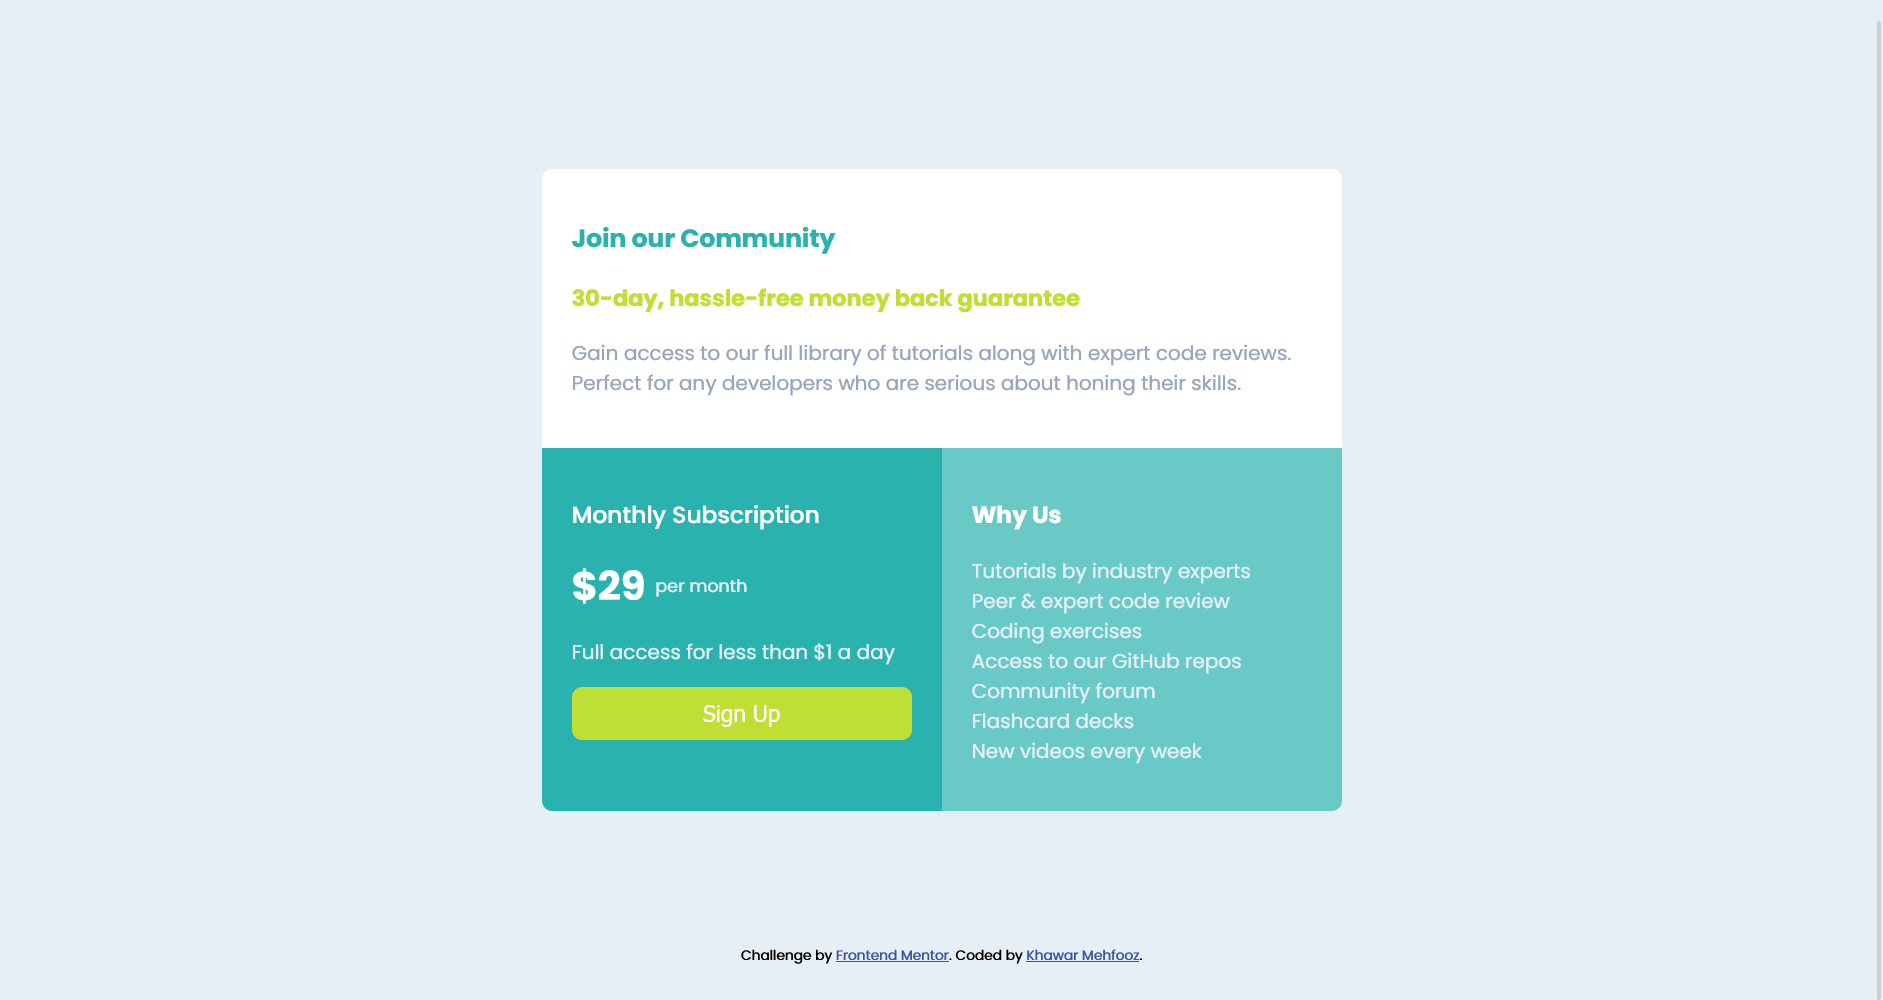 Join our Community
30-day, hassle-free money back guarantee
Gain access to our full library of tutorials along with expert code reviews.
Perfect for any developers who are serious about honing their skills.
Monthly Subscription
$29 per month
Full access for less than $1 a day
Sign Up
Why Us
Tutorials by industry experts
Peer & expert code review
Coding exercises
Access to our GitHub repos
Community forum
Flashcard decks
New videos every week
Challenge by Frontend Mentor. Coded by Khawar Mehfooz.